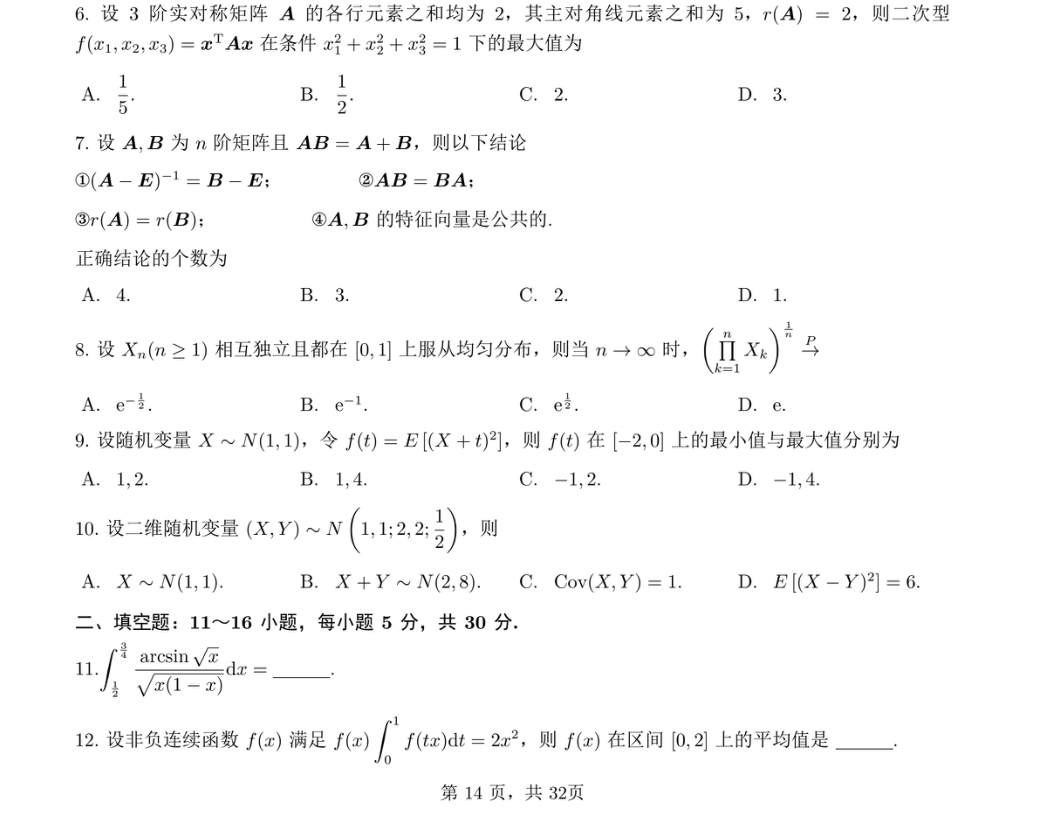 6. 设 3 阶实对称矩阵 A 的各行元素之和均为 2，其主对角线元素之和为 5，r(A) = 2，则二次型
f(x₁, x₂, x₃) = xᵀAx 在条件 x₁² + x₂² + x₃² = 1 下的最大值为
A. 1/5. B. 1/2. C. 2. D. 3.
7. 设 A, B 为 n 阶矩阵且 AB = A + B，则以下结论
①(A − E)⁻¹ = B − E； ②AB = BA；
③r(A) = r(B)； ④A, B 的特征向量是公共的.
正确结论的个数为
A. 4. B. 3. C. 2. D. 1.
8. 设 Xₙ(n ≥ 1) 相互独立且都在 [0, 1] 上服从均匀分布，则当 n → ∞ 时，(∏_{k=1}^{n} X_k)^{1/n} →^P
A. e^{−1/2}. B. e^{−1}. C. e^{1/2}. D. e.
9. 设随机变量 X ∼ N(1, 1)，令 f(t) = E[(X + t)²]，则 f(t) 在 [−2, 0] 上的最小值与最大值分别为
A. 1, 2. B. 1, 4. C. −1, 2. D. −1, 4.
10. 设二维随机变量 (X, Y) ∼ N(1, 1; 2, 2; 1/2)，则
A. X ∼ N(1, 1). B. X + Y ∼ N(2, 8). C. Cov(X, Y) = 1. D. E[(X − Y)²] = 6.
二、填空题：11～16 小题，每小题 5 分，共 30 分.
11. ∫_{1/2}^{3/4} arcsin √x / √(x(1 − x)) dx = ______.
12. 设非负连续函数 f(x) 满足 f(x) ∫_0^1 f(tx)dt = 2x²，则 f(x) 在区间 [0, 2] 上的平均值是 ______.
第 14 页，共 32页